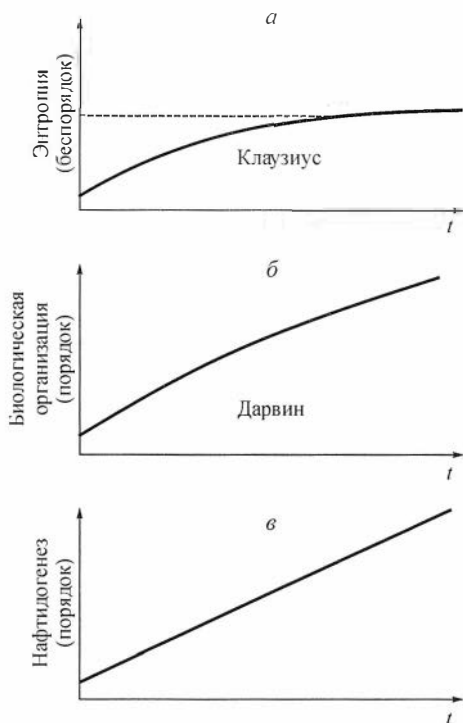 а
Энтропия
(беспорядок)
Клаузиус
t
б
Биологическая
организация
(порядок)
Дарвин
t
в
Нафтидогенез
(порядок)
t